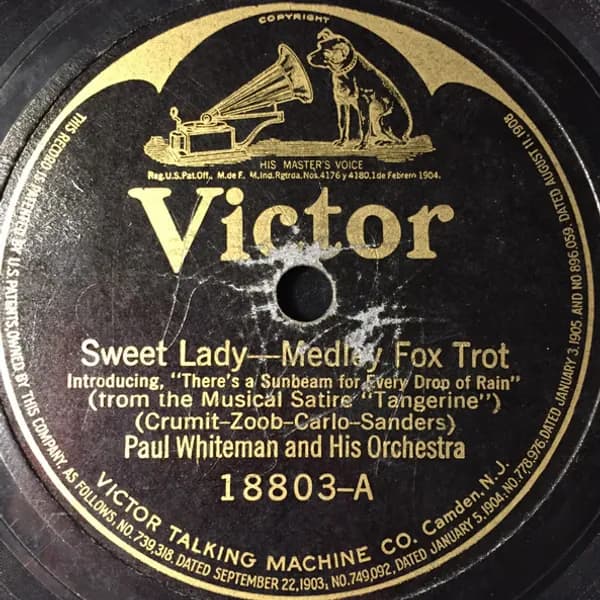 COPYRIGHT
HIS MASTER'S VOICE
Reg.U.S.Pat.Off., M.de F. M.Ind.Rgtrda.Nos.4176 y 4180,1de Febrero 1904.
Victor
Sweet Lady—Medley Fox Trot
Introducing, "There's a Sunbeam for Every Drop of Rain"
(from the Musical Satire "Tangerine")
(Crumit-Zoob-Carlo-Sanders)
Paul Whiteman and His Orchestra
18803-A
VICTOR TALKING MACHINE CO. Camden, N.J.
THIS RECORD IS PATENTED BY U.S. PATENTS OWNED BY THIS COMPANY, AS FOLLOWS, NO. 739,318, DATED SEPTEMBER 22, 1903; NO. 749,092, DATED JANUARY 5, 1904; NO. 778,976, DATED JANUARY 3, 1905, AND NO 896,059, DATED AUGUST 11, 1908